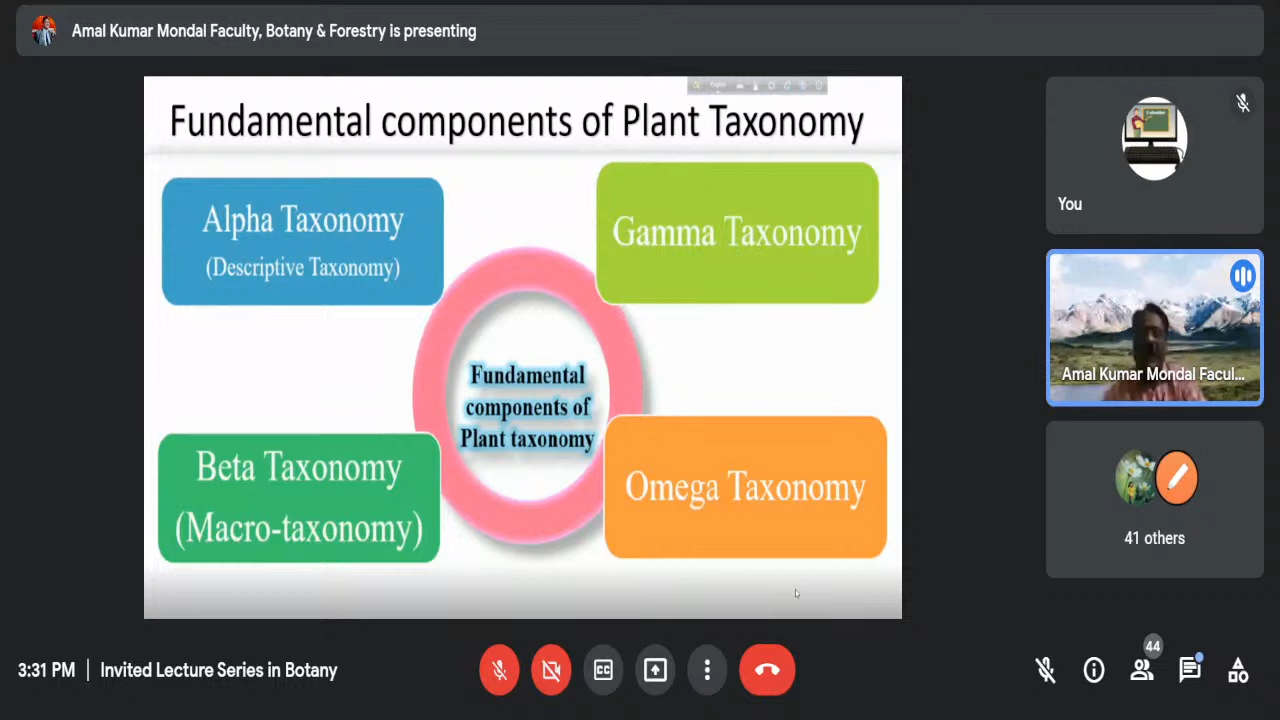 Amal Kumar Mondal Faculty, Botany & Forestry is presenting
Fundamental components of Plant Taxonomy
Alpha Taxonomy
(Descriptive Taxonomy)
Gamma Taxonomy
Fundamental
components of
Plant taxonomy
Beta Taxonomy
(Macro-taxonomy)
Omega Taxonomy
You
Amal Kumar Mondal Facul...
41 others
3:31 PM | Invited Lecture Series in Botany
CC
44